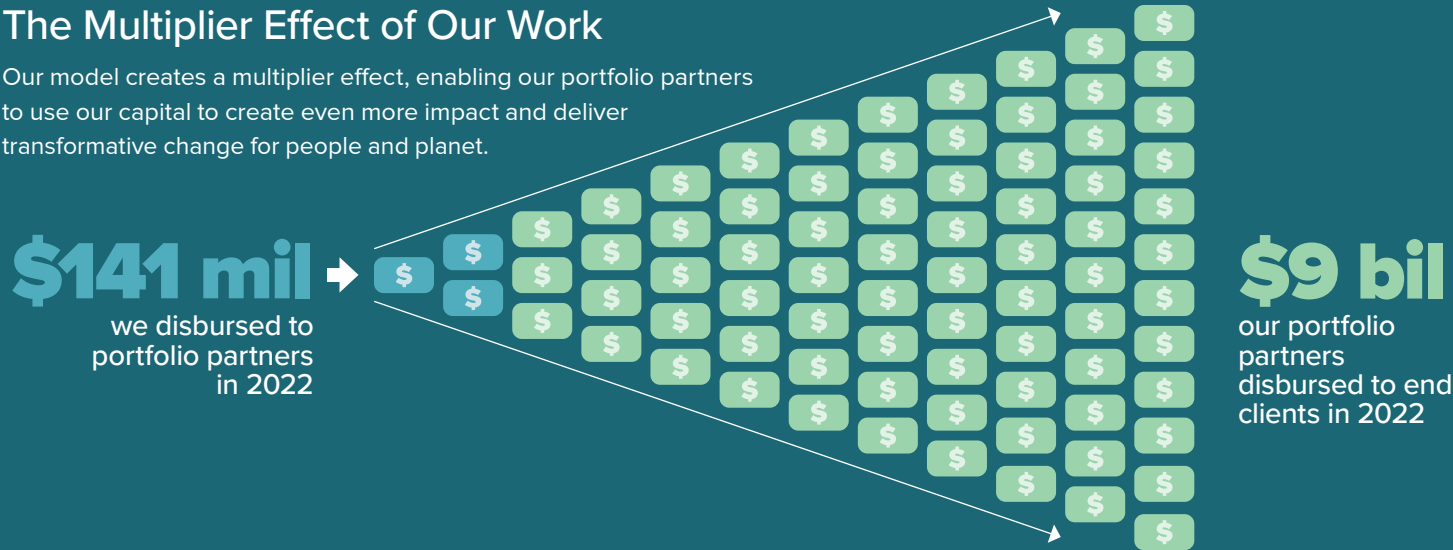 The Multiplier Effect of Our Work
Our model creates a multiplier effect, enabling our portfolio partners
to use our capital to create even more impact and deliver
transformative change for people and planet.
$141 mil
we disbursed to
portfolio partners
in 2022
$9 bil
our portfolio
partners
disbursed to end
clients in 2022